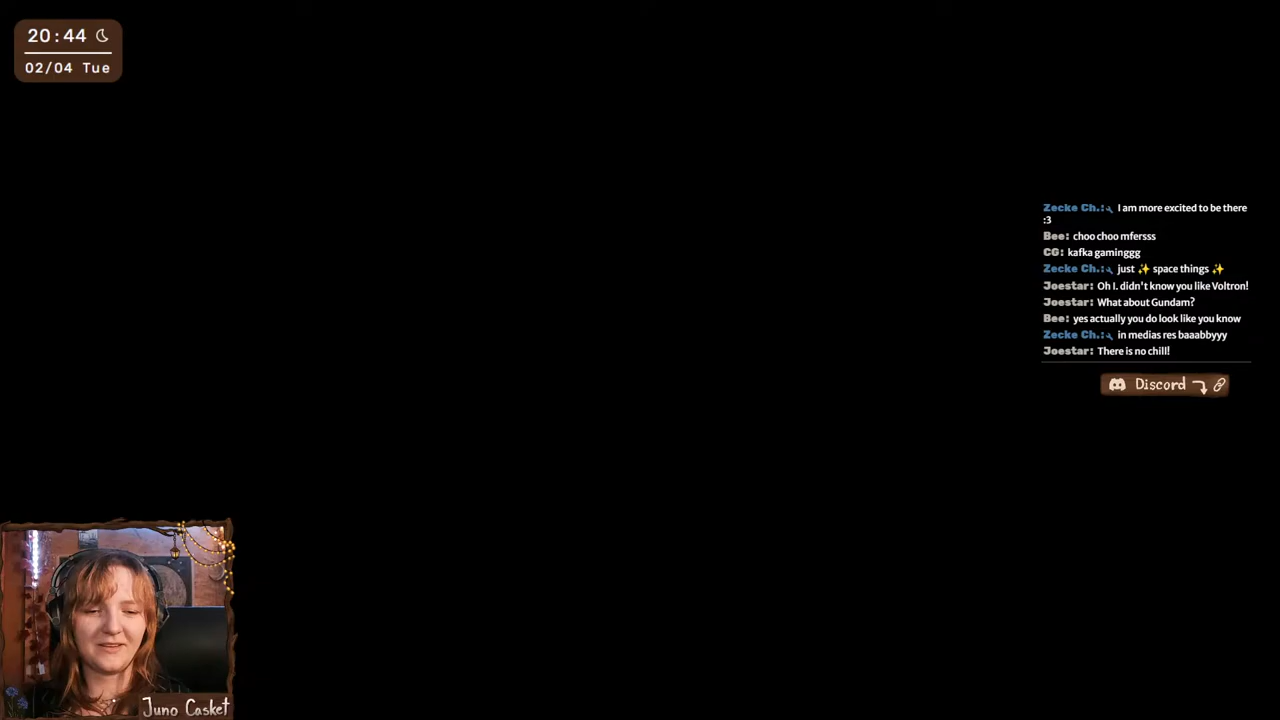 20:44
02/04 Tue
Zecke Ch.: I am more excited to be there
:3
Bee: choo choo mfersss
CG: kafka gaminggg
Zecke Ch.: just ✨ space things ✨
Joestar: Oh I. didn't know you like Voltron!
Joestar: What about Gundam?
Bee: yes actually you do look like you know
Zecke Ch.: in medias res baaabbyyy
Joestar: There is no chill!
Discord
Juno Casket